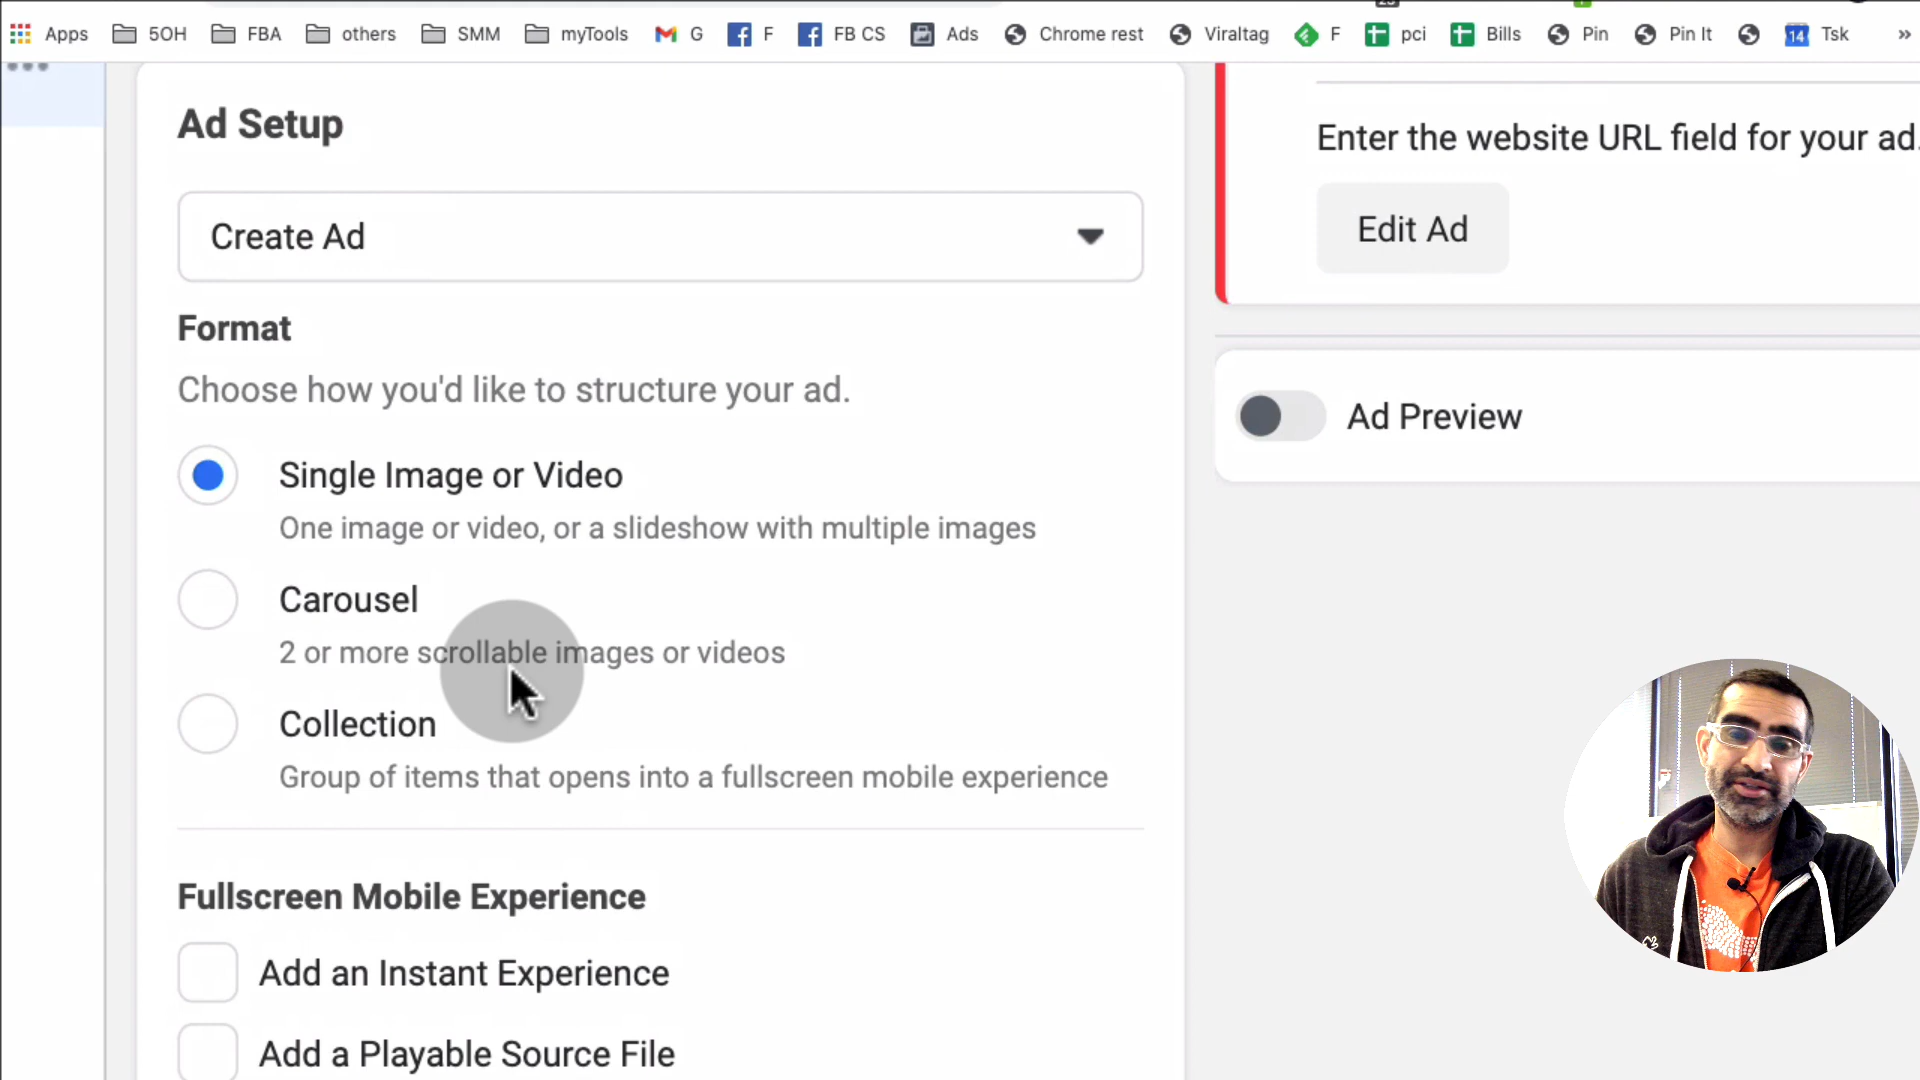 Apps 5OH FBA others SMM myTools G F FB CS Ads Chrome rest Viraltag F pci Bills Pin Pin It 14 Tsk »
Ad Setup
Create Ad
Format
Choose how you'd like to structure your ad.
Single Image or Video
One image or video, or a slideshow with multiple images
Carousel
2 or more scrollable images or videos
Collection
Group of items that opens into a fullscreen mobile experience
Fullscreen Mobile Experience
Add an Instant Experience
Add a Playable Source File
Enter the website URL field for your ad.
Edit Ad
Ad Preview